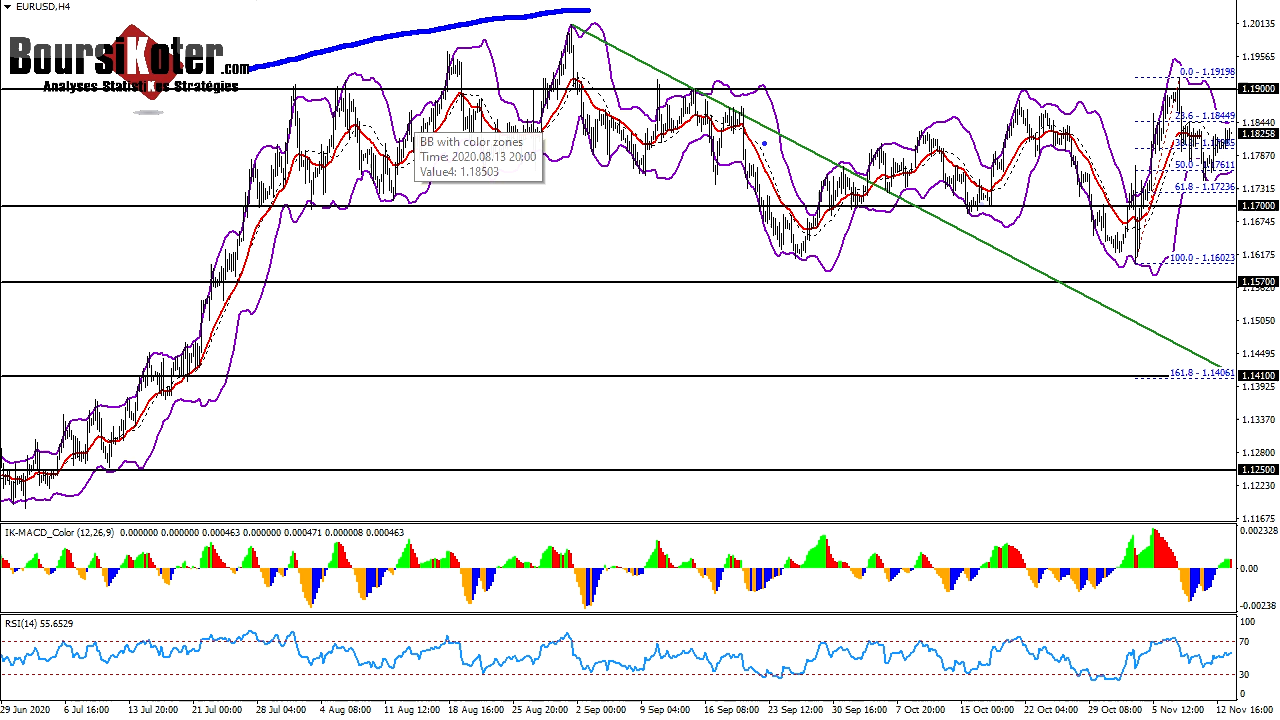 EURUSD,H4
BoursiKoter.com
Analyses StatistiKes Stratégies
BB with color zones
Time: 2020.08.13 20:00
Value4: 1.18503
0.0 - 1.19198
23.6 - 1.18449
50.0 - 1.17611
61.8 - 1.17236
100.0 - 1.16023
161.8 - 1.14061
1.20135
1.19565
1.19000
1.18440
1.18258
1.17870
1.17315
1.17000
1.16745
1.16175
1.15700
1.15050
1.14495
1.14100
1.13925
1.13370
1.12800
1.12500
1.12230
1.11675
IK-MACD_Color (12,26,9) 0.000000 0.000000 0.000463 0.000000 0.000471 0.000008 0.000463
0.002328
0.00
-0.00238
RSI(14) 55.6529
100
70
30
0
29 Jun 2020
6 Jul 16:00
13 Jul 20:00
21 Jul 00:00
28 Jul 04:00
4 Aug 08:00
11 Aug 12:00
18 Aug 16:00
25 Aug 20:00
2 Sep 00:00
9 Sep 04:00
16 Sep 08:00
23 Sep 12:00
30 Sep 16:00
7 Oct 20:00
15 Oct 00:00
22 Oct 04:00
29 Oct 08:00
5 Nov 12:00
12 Nov 16:00